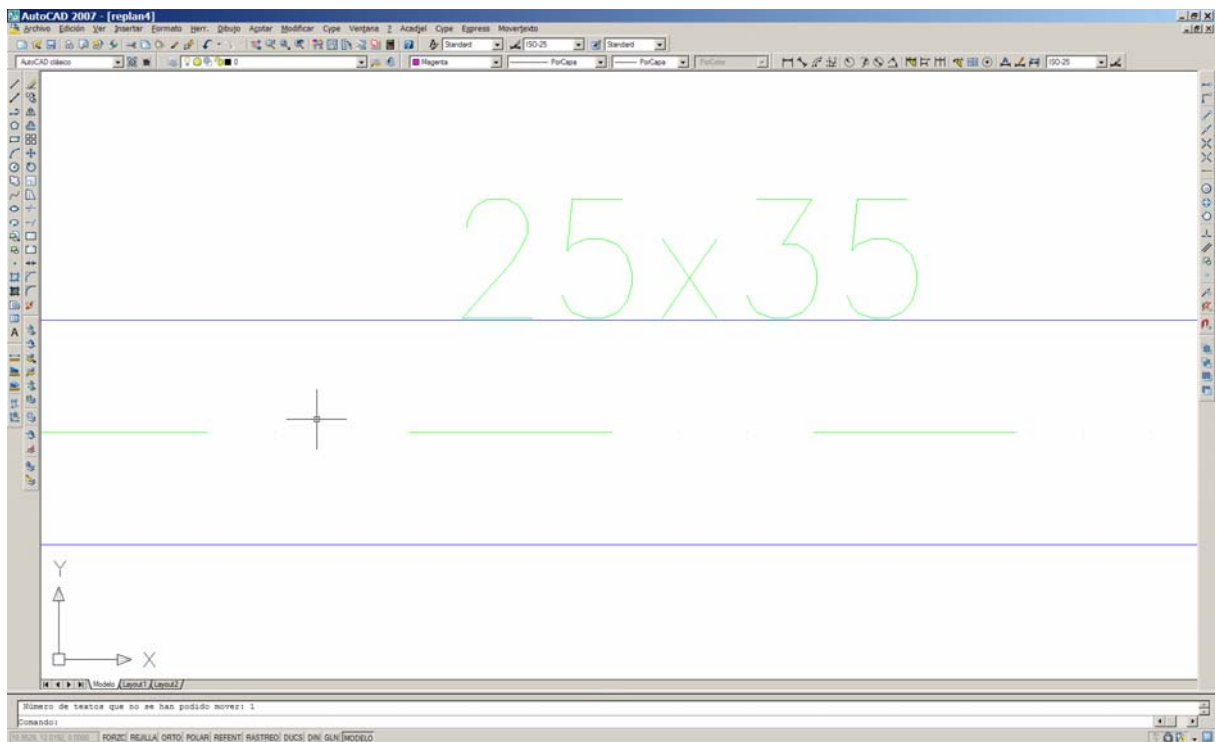 AutoCAD 2007 - [replan4]
Archivo Edición Ver Insertar Formato Herr. Dibujo Acotar Modificar Cype Ventana ? Acadjel Cype Express Movertexto
Standard ISO-25 Standard
AutoCAD clásico 0 Magenta PorCapa PorCapa PorColor ISO-25
25x35
A
Y
X
Modelo Layout1 Layout2
Número de textos que no se han podido mover: 1
Comando:
FORZC REJILLA ORTO POLAR REFENT RASTREO DUCS DIN GLN MODELO